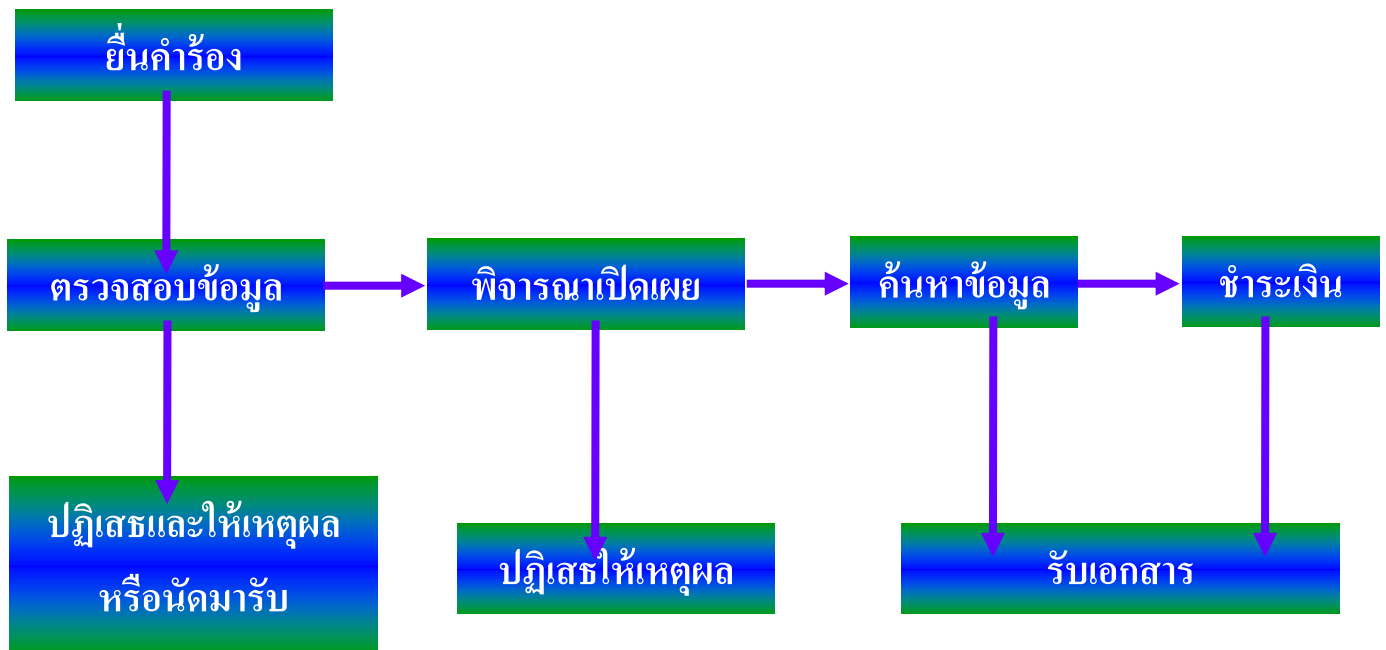 ยื่นคำร้อง
ตรวจสอบข้อมูล
พิจารณาเปิดเผย
ค้นหาข้อมูล
ชำระเงิน
ปฏิเสธและให้เหตุผล
หรือนัดมารับ
ปฏิเสธให้เหตุผล
รับเอกสาร